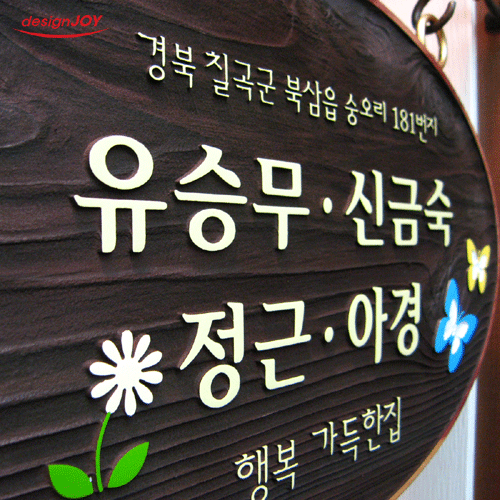 designJOY
경북 칠곡군 북삼읍 숭오리 181번지
유승무·신금숙
정근·아경
행복 가득한집